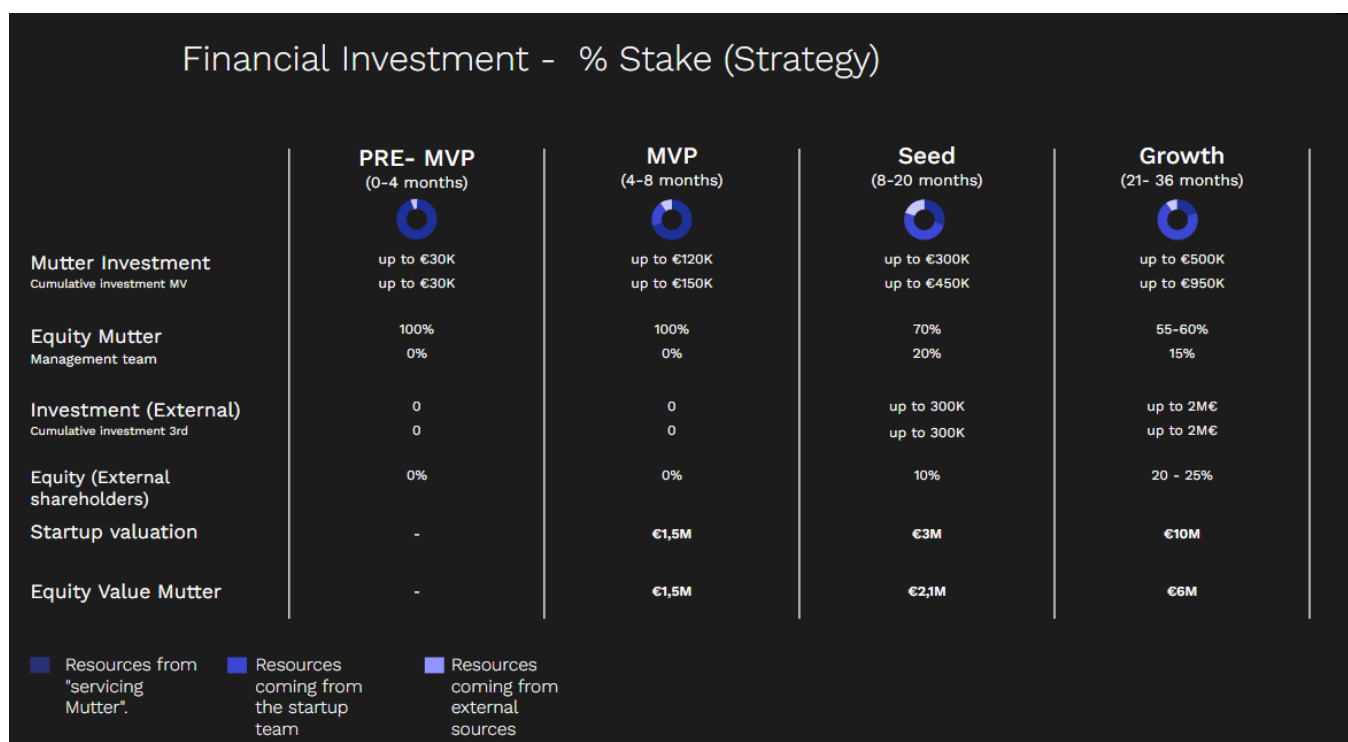 Financial Investment - % Stake (Strategy)
PRE- MVP
(0-4 months)
MVP
(4-8 months)
Seed
(8-20 months)
Growth
(21- 36 months)
Mutter Investment
up to €30K
up to €120K
up to €300K
up to €500K
Cumulative investment MV
up to €30K
up to €150K
up to €450K
up to €950K
Equity Mutter
100%
100%
70%
55-60%
Management team
0%
0%
20%
15%
Investment (External)
0
0
up to 300K
up to 2M€
Cumulative investment 3rd
0
0
up to 300K
up to 2M€
Equity (External
shareholders)
0%
0%
10%
20 - 25%
Startup valuation
-
€1,5M
€3M
€10M
Equity Value Mutter
-
€1,5M
€2,1M
€6M
Resources from
"servicing
Mutter".
Resources
coming from
the startup
team
Resources
coming from
external
sources